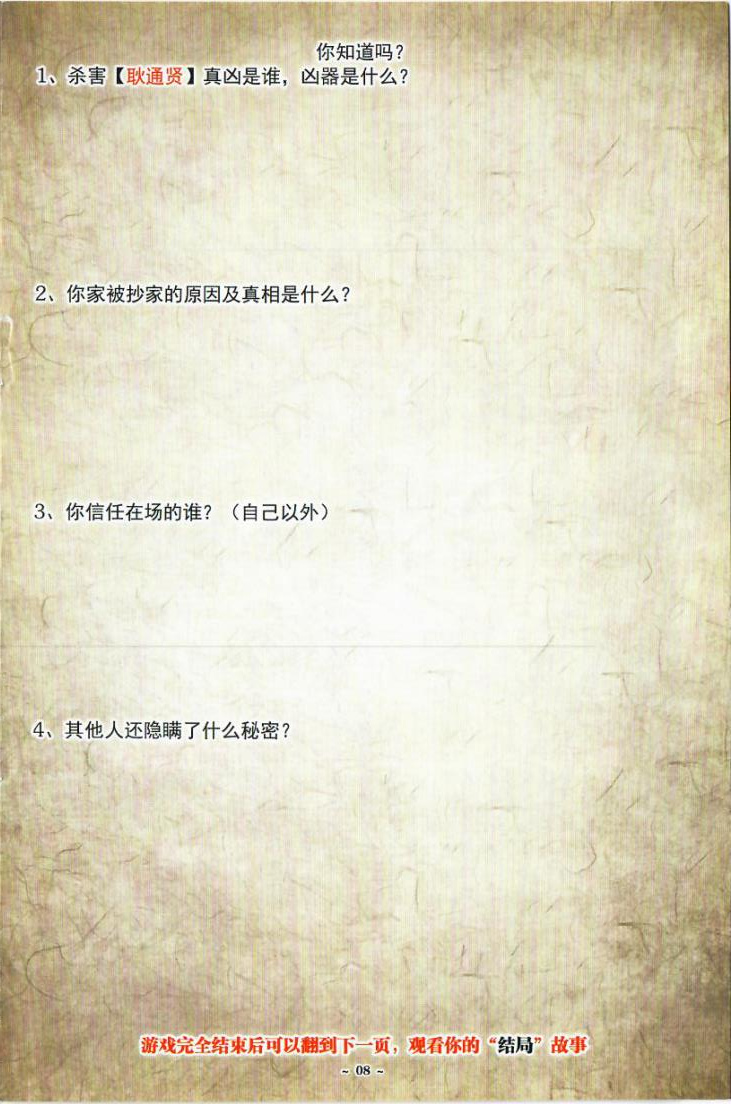 你知道吗？
1、杀害【耿通贤】真凶是谁，凶器是什么？
2、你家被抄家的原因及真相是什么？
3、你信任在场的谁？（自己以外）
4、其他人还隐瞒了什么秘密？
游戏完全结束后可以翻到下一页，观看你的“结局”故事
~ 08 ~